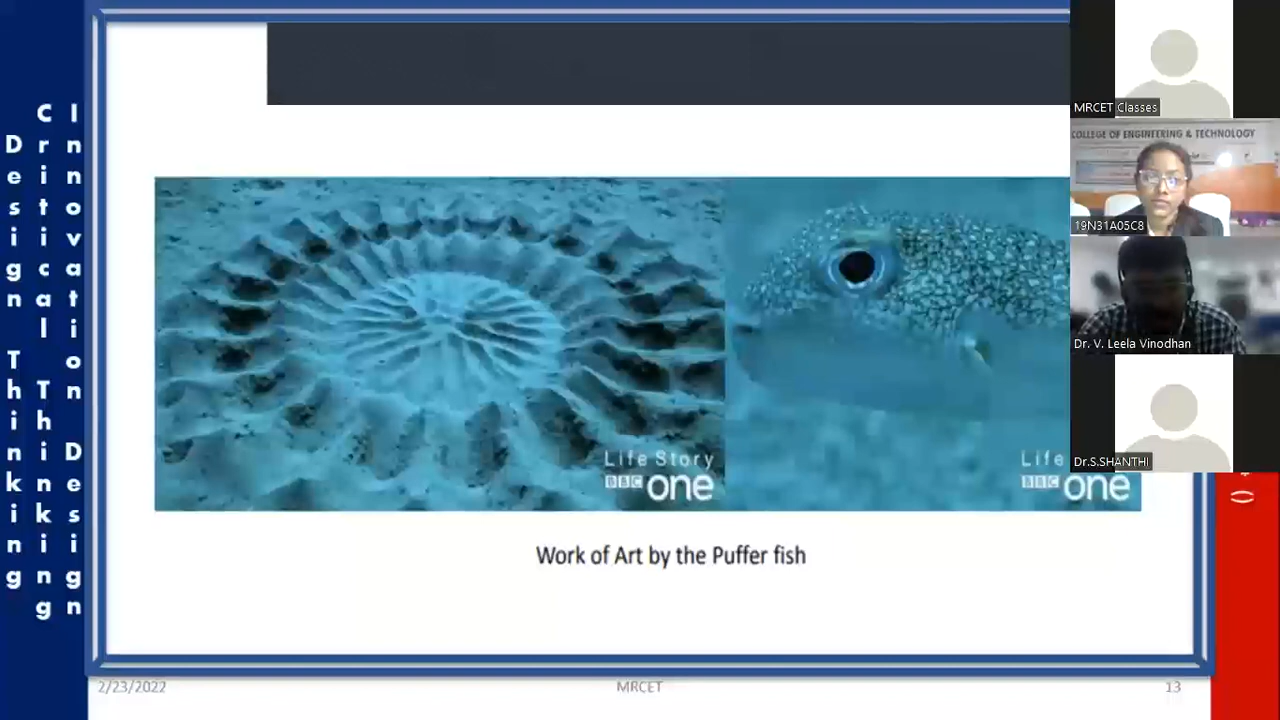 Design Thinking
Critical Thinking
Innovation Design
MRCET Classes
COLLEGE OF ENGINEERING & TECHNOLOGY
19N31A05C8
Dr. V. Leela Vinodhan
Dr.S.SHANTHI
Life Story
BBC one
Life
BBC one
Work of Art by the Puffer fish
2/23/2022
MRCET
13